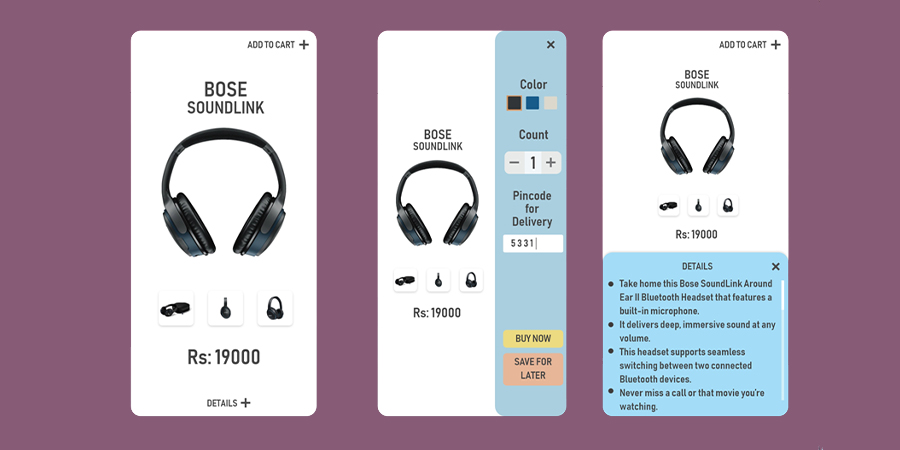 ADD TO CART +
BOSE
SOUNDLINK
Rs: 19000
DETAILS +
×
BOSE
SOUNDLINK
Rs: 19000
Color
Count
− 1 +
Pincode
for
Delivery
5331
BUY NOW
SAVE FOR
LATER
ADD TO CART +
BOSE
SOUNDLINK
Rs: 19000
DETAILS ×
• Take home this Bose SoundLink Around
Ear II Bluetooth Headset that features a
built-in microphone.
• It delivers deep, immersive sound at any
volume.
• This headset supports seamless
switching between two connected
Bluetooth devices.
• Never miss a call or that movie you're
watching.